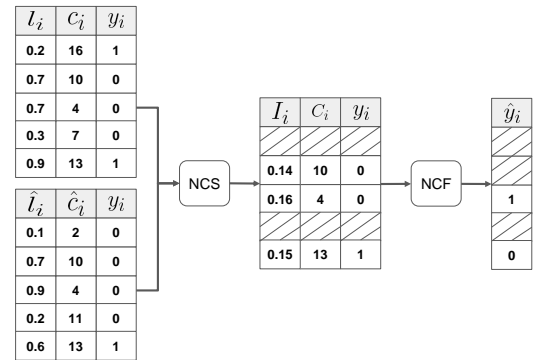 l_i c_i y_i
0.2 16 1
0.7 10 0
0.7 4 0
0.3 7 0
0.9 13 1
l̂_i ĉ_i y_i
0.1 2 0
0.7 10 0
0.9 4 0
0.2 11 0
0.6 13 1
NCS
I_i C_i y_i
0.14 10 0
0.16 4 0
0.15 13 1
NCF
ŷ_i
1
0